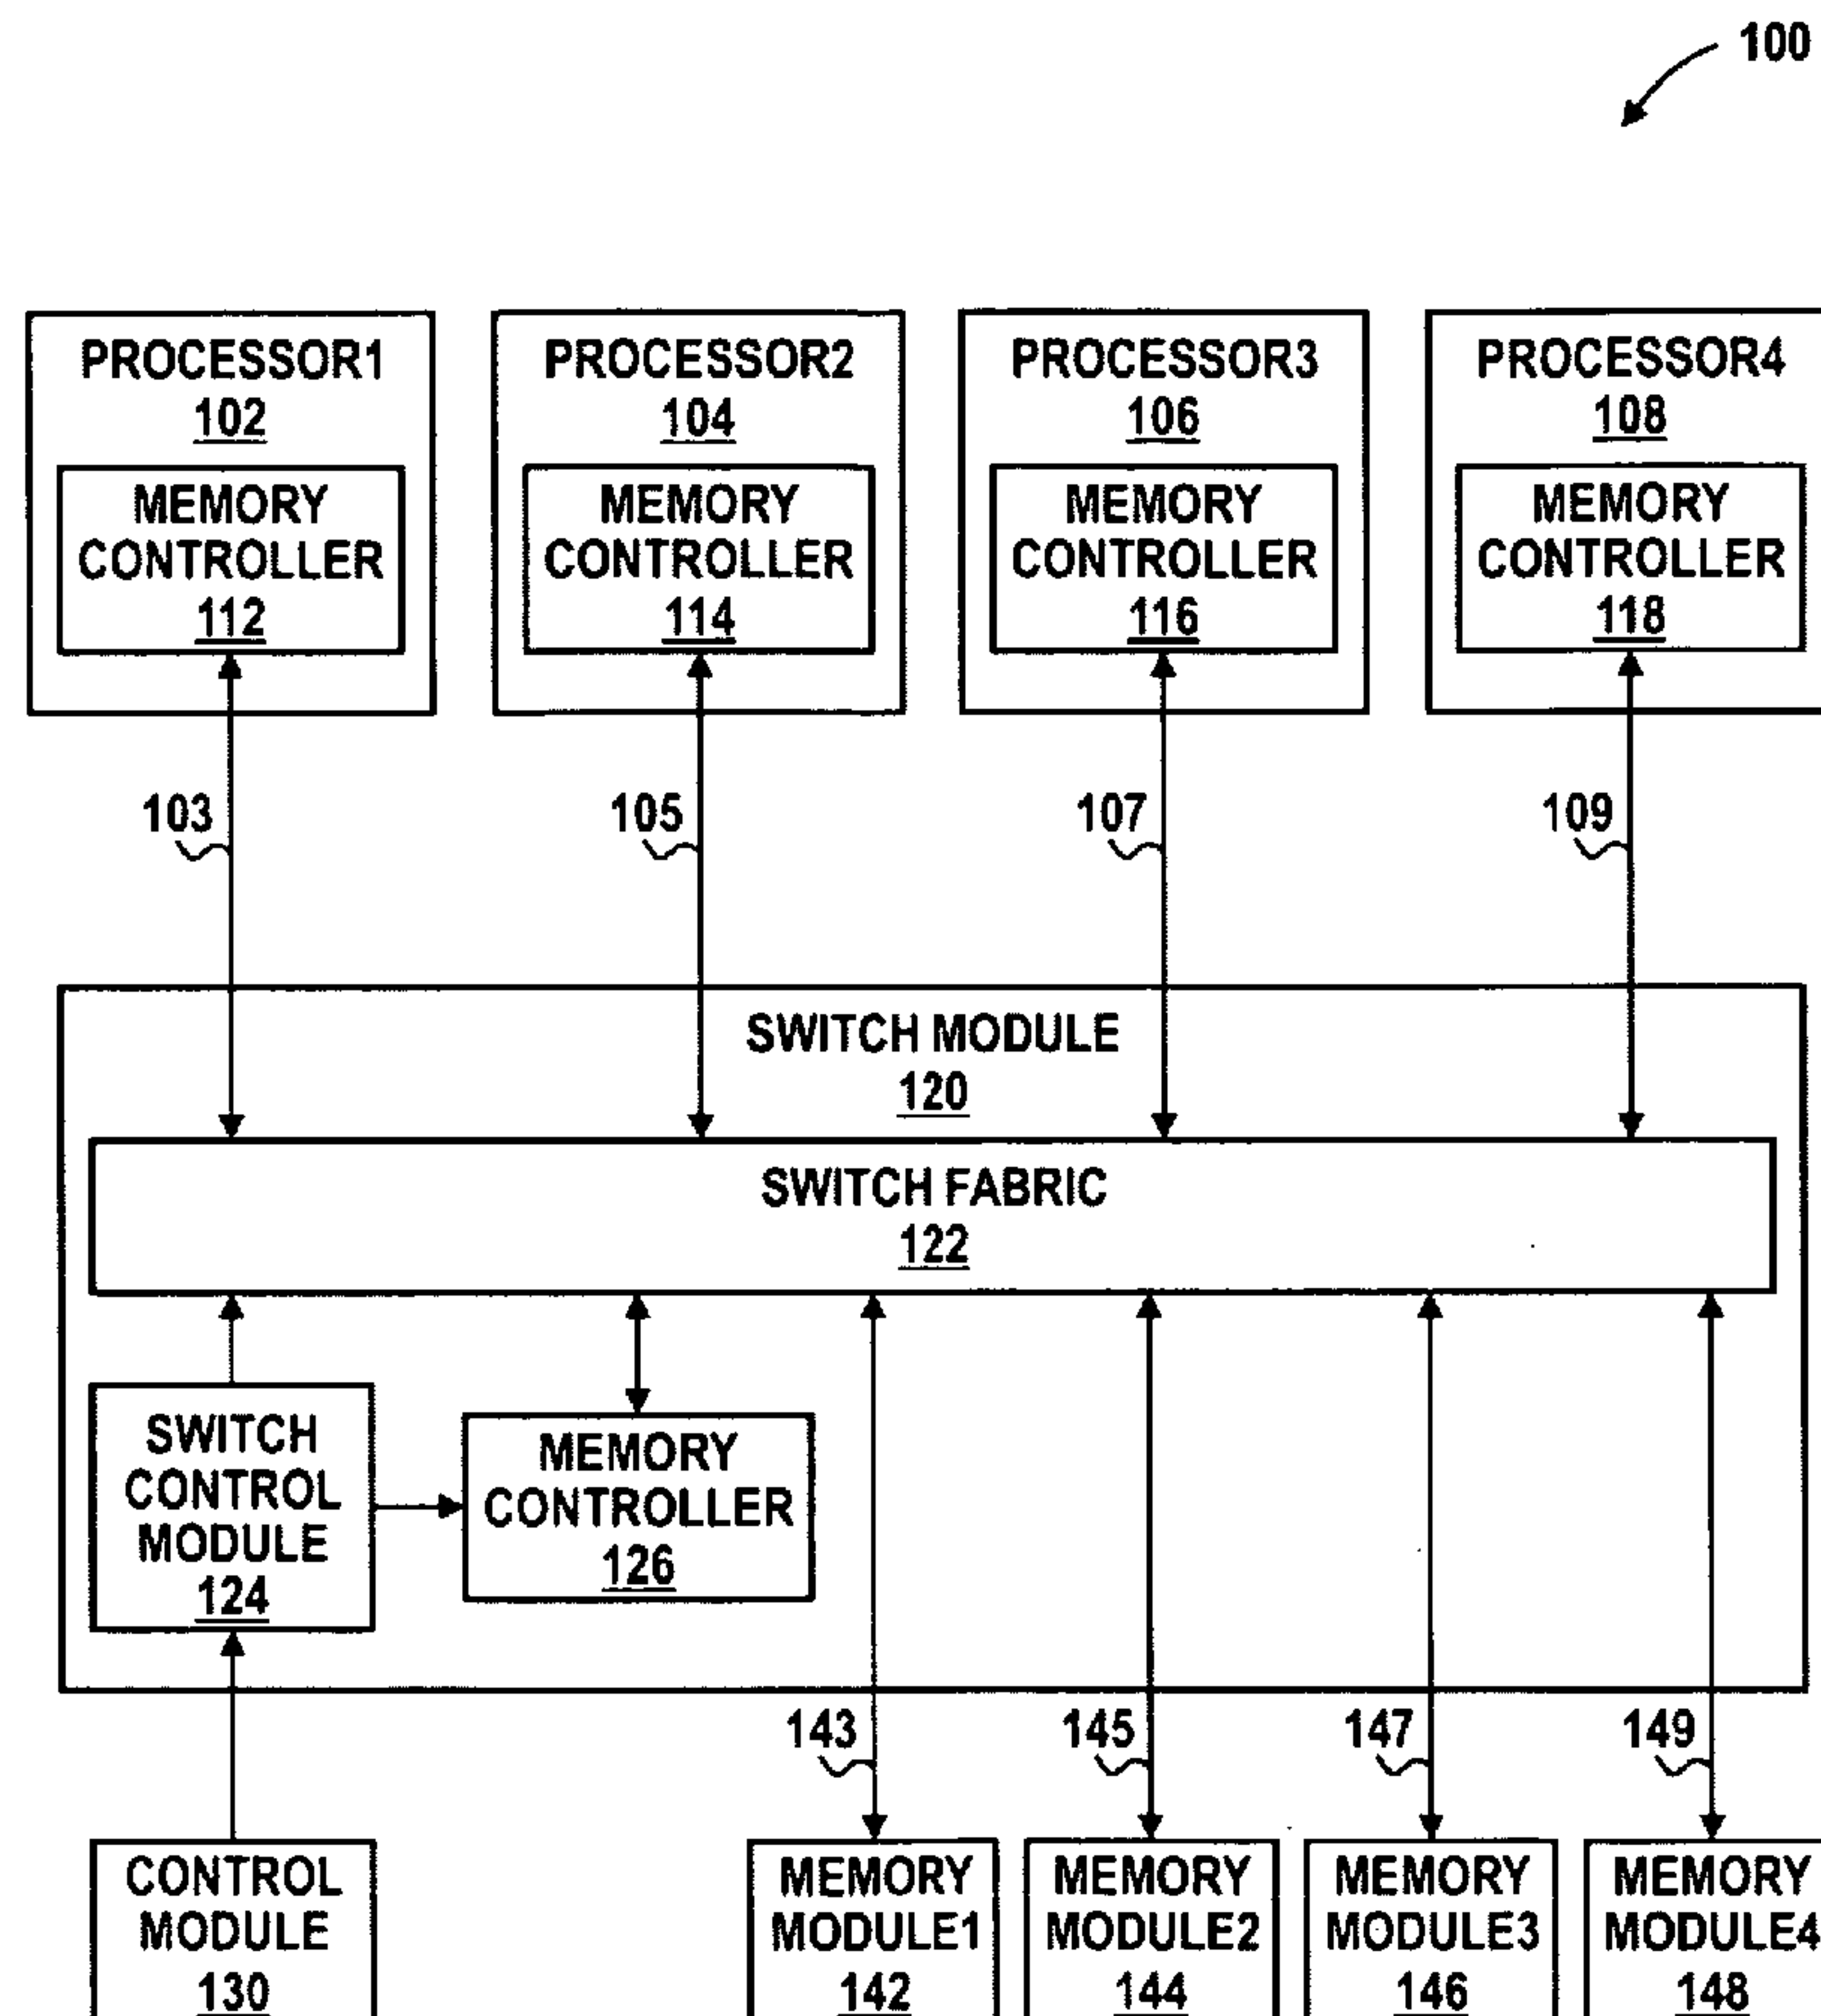 100
PROCESSOR1
102
MEMORY
CONTROLLER
112
PROCESSOR2
104
MEMORY
CONTROLLER
114
PROCESSOR3
106
MEMORY
CONTROLLER
116
PROCESSOR4
108
MEMORY
CONTROLLER
118
103
105
107
109
SWITCH MODULE
120
SWITCH FABRIC
122
SWITCH
CONTROL
MODULE
124
MEMORY
CONTROLLER
126
143
145
147
149
CONTROL
MODULE
130
MEMORY
MODULE1
142
MEMORY
MODULE2
144
MEMORY
MODULE3
146
MEMORY
MODULE4
148